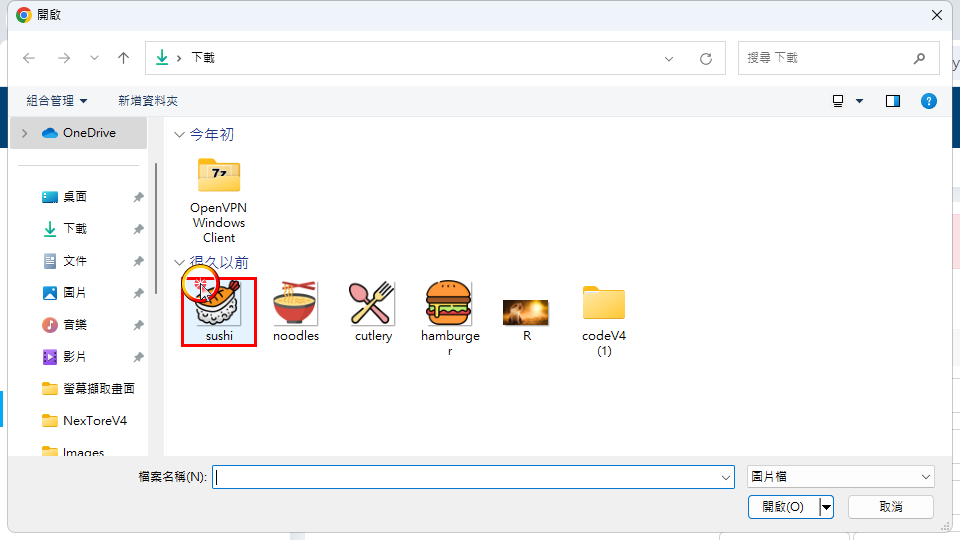 開啟
下載
搜尋 下載
組合管理
新增資料夾
OneDrive
桌面
下載
文件
圖片
音樂
影片
螢幕擷取畫面
NexToreV4
Images
今年初
OpenVPN
Windows
Client
很久以前
sushi
noodles
cutlery
hamburge
r
R
codeV4
(1)
檔案名稱(N):
圖片檔
開啟(O)
取消